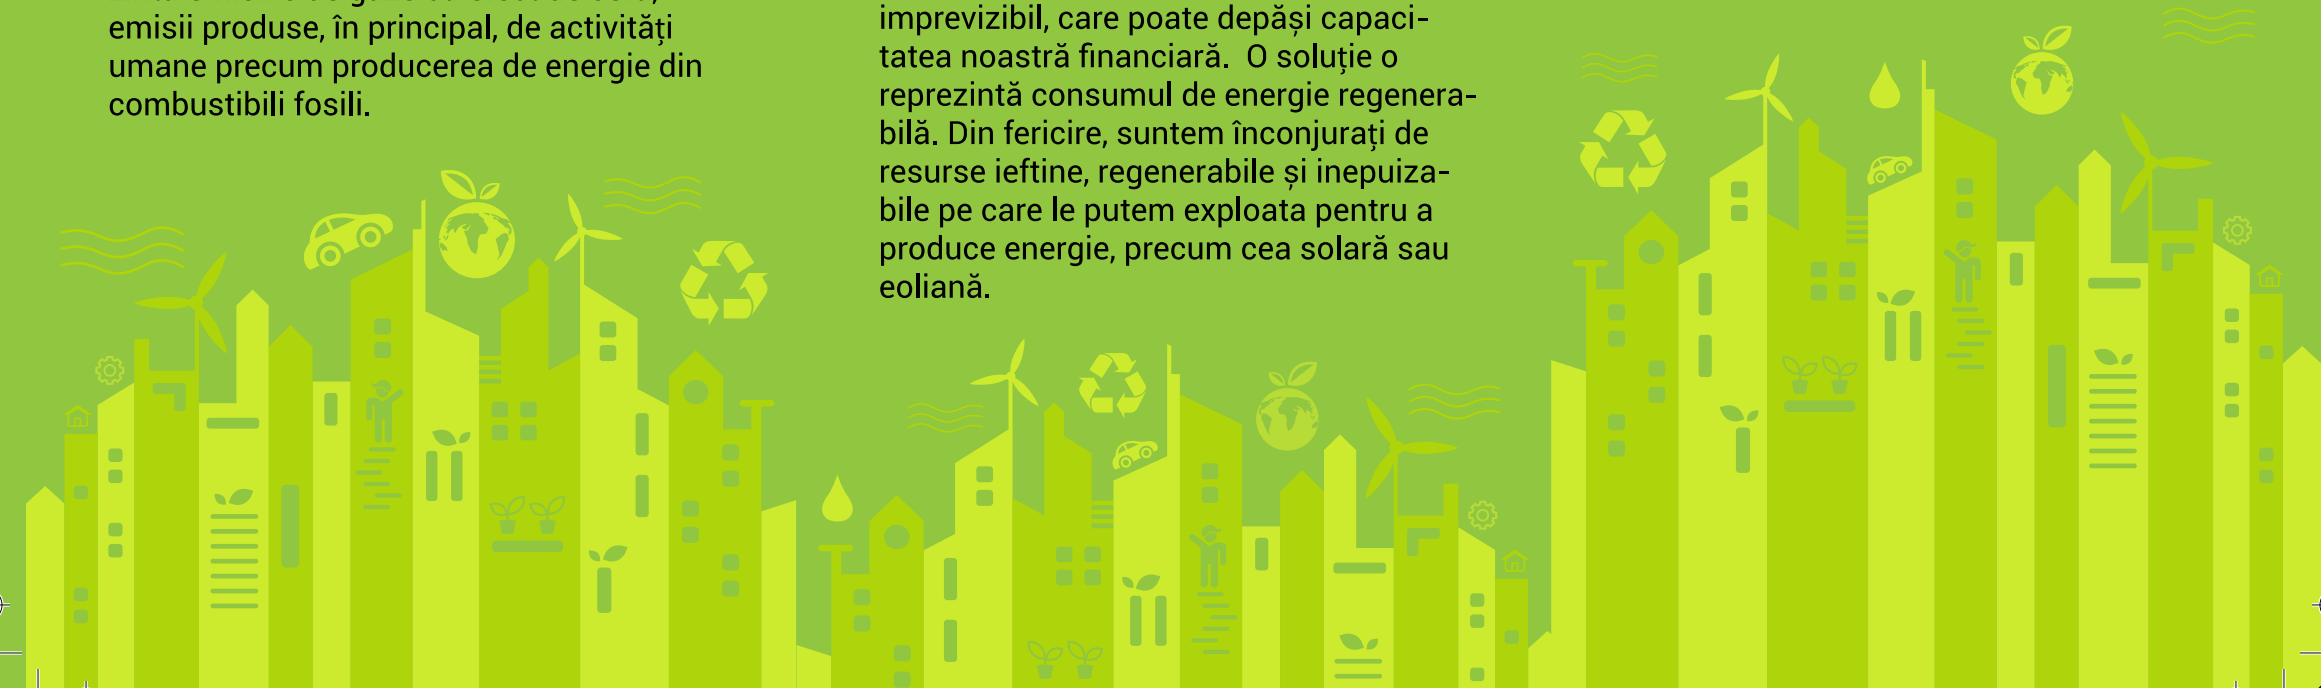 emisii produse, în principal, de activități
umane precum producerea de energie din
combustibili fosili.
imprevizibil, care poate depăși capaci-
tatea noastră financiară. O soluție o
reprezintă consumul de energie regenera-
bilă. Din fericire, suntem înconjurați de
resurse ieftine, regenerabile și inepuiza-
bile pe care le putem exploata pentru a
produce energie, precum cea solară sau
eoliană.